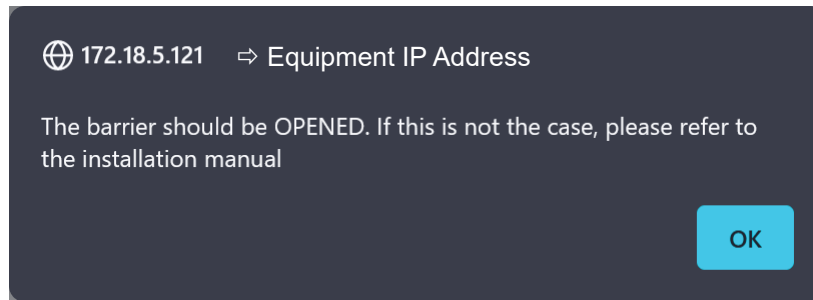 172.18.5.121 ⇨ Equipment IP Address
The barrier should be OPENED. If this is not the case, please refer to
the installation manual
OK